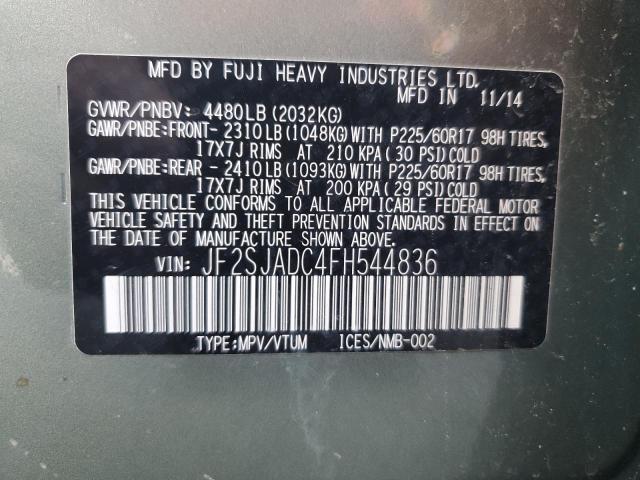 MFD BY FUJI HEAVY INDUSTRIES LTD.
MFD IN 11/14
GVWR/PNBV: 4480LB (2032KG)
GAWR/PNBE:FRONT- 2310LB(1048KG)WITH P225/60R17 98H TIRES,
17X7J RIMS AT 210 KPA (30 PSI)COLD
GAWR/PNBE:REAR - 2410LB(1093KG)WITH P225/60R17 98H TIRES,
17X7J RIMS AT 200 KPA (29 PSI)COLD
THIS VEHICLE CONFORMS TO ALL APPLICABLE FEDERAL MOTOR
VEHICLE SAFETY AND THEFT PREVENTION STANDARDS IN EFFECT ON
THE DATE OF MANUFACTURE SHOWN ABOVE.
VIN: JF2SJADC4FH544836
TYPE:MPV/VTUM ICES/NMB-002